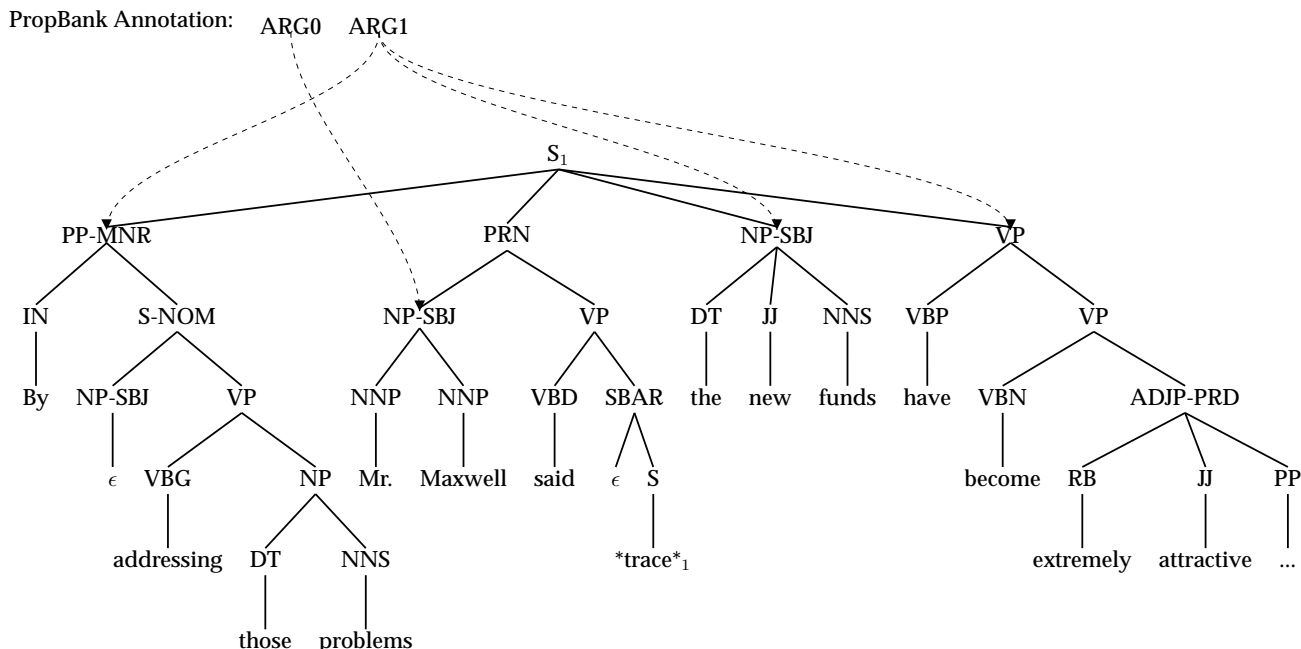 PropBank Annotation: ARG0 ARG1
S₁
PP-MNR PRN NP-SBJ VP
IN S-NOM NP-SBJ VP DT JJ NNS VBP VP
By NP-SBJ VP NNP NNP VBD SBAR the new funds have VBN ADJP-PRD
ϵ VBG NP Mr. Maxwell said ϵ S become RB JJ PP
addressing DT NNS *trace*₁ extremely attractive ...
those problems